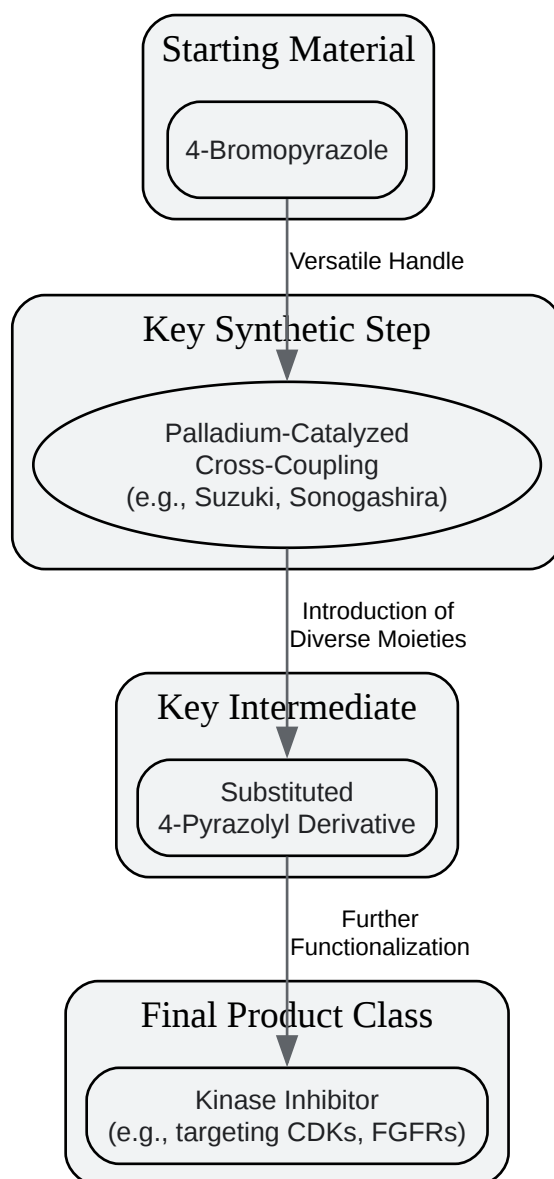 Starting Material
4-Bromopyrazole
Versatile Handle
Key Synthetic Step
Palladium-Catalyzed
Cross-Coupling
(e.g., Suzuki, Sonogashira)
Introduction of
Diverse Moieties
Key Intermediate
Substituted
4-Pyrazolyl Derivative
Further
Functionalization
Final Product Class
Kinase Inhibitor
(e.g., targeting CDKs, FGFRs)